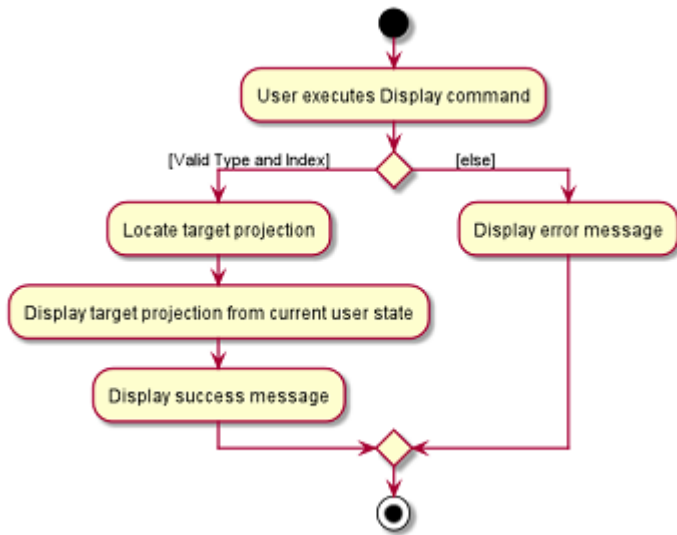 User executes Display command
[Valid Type and Index]
[else]
Locate target projection
Display error message
Display target projection from current user state
Display success message